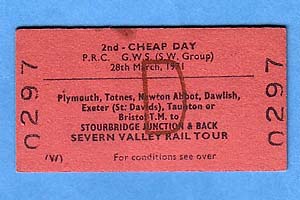 2nd - CHEAP DAY
P.R.C. G.W.S. (S.W. Group)
28th March, 1971
D
Plymouth, Totnes, Newton Abbot, Dawlish,
Exeter (St. Davids), Taunton or
Bristol T.M. to
STOURBRIDGE JUNCTION & BACK
SEVERN VALLEY RAIL TOUR
(W) For conditions see over
0297
0297